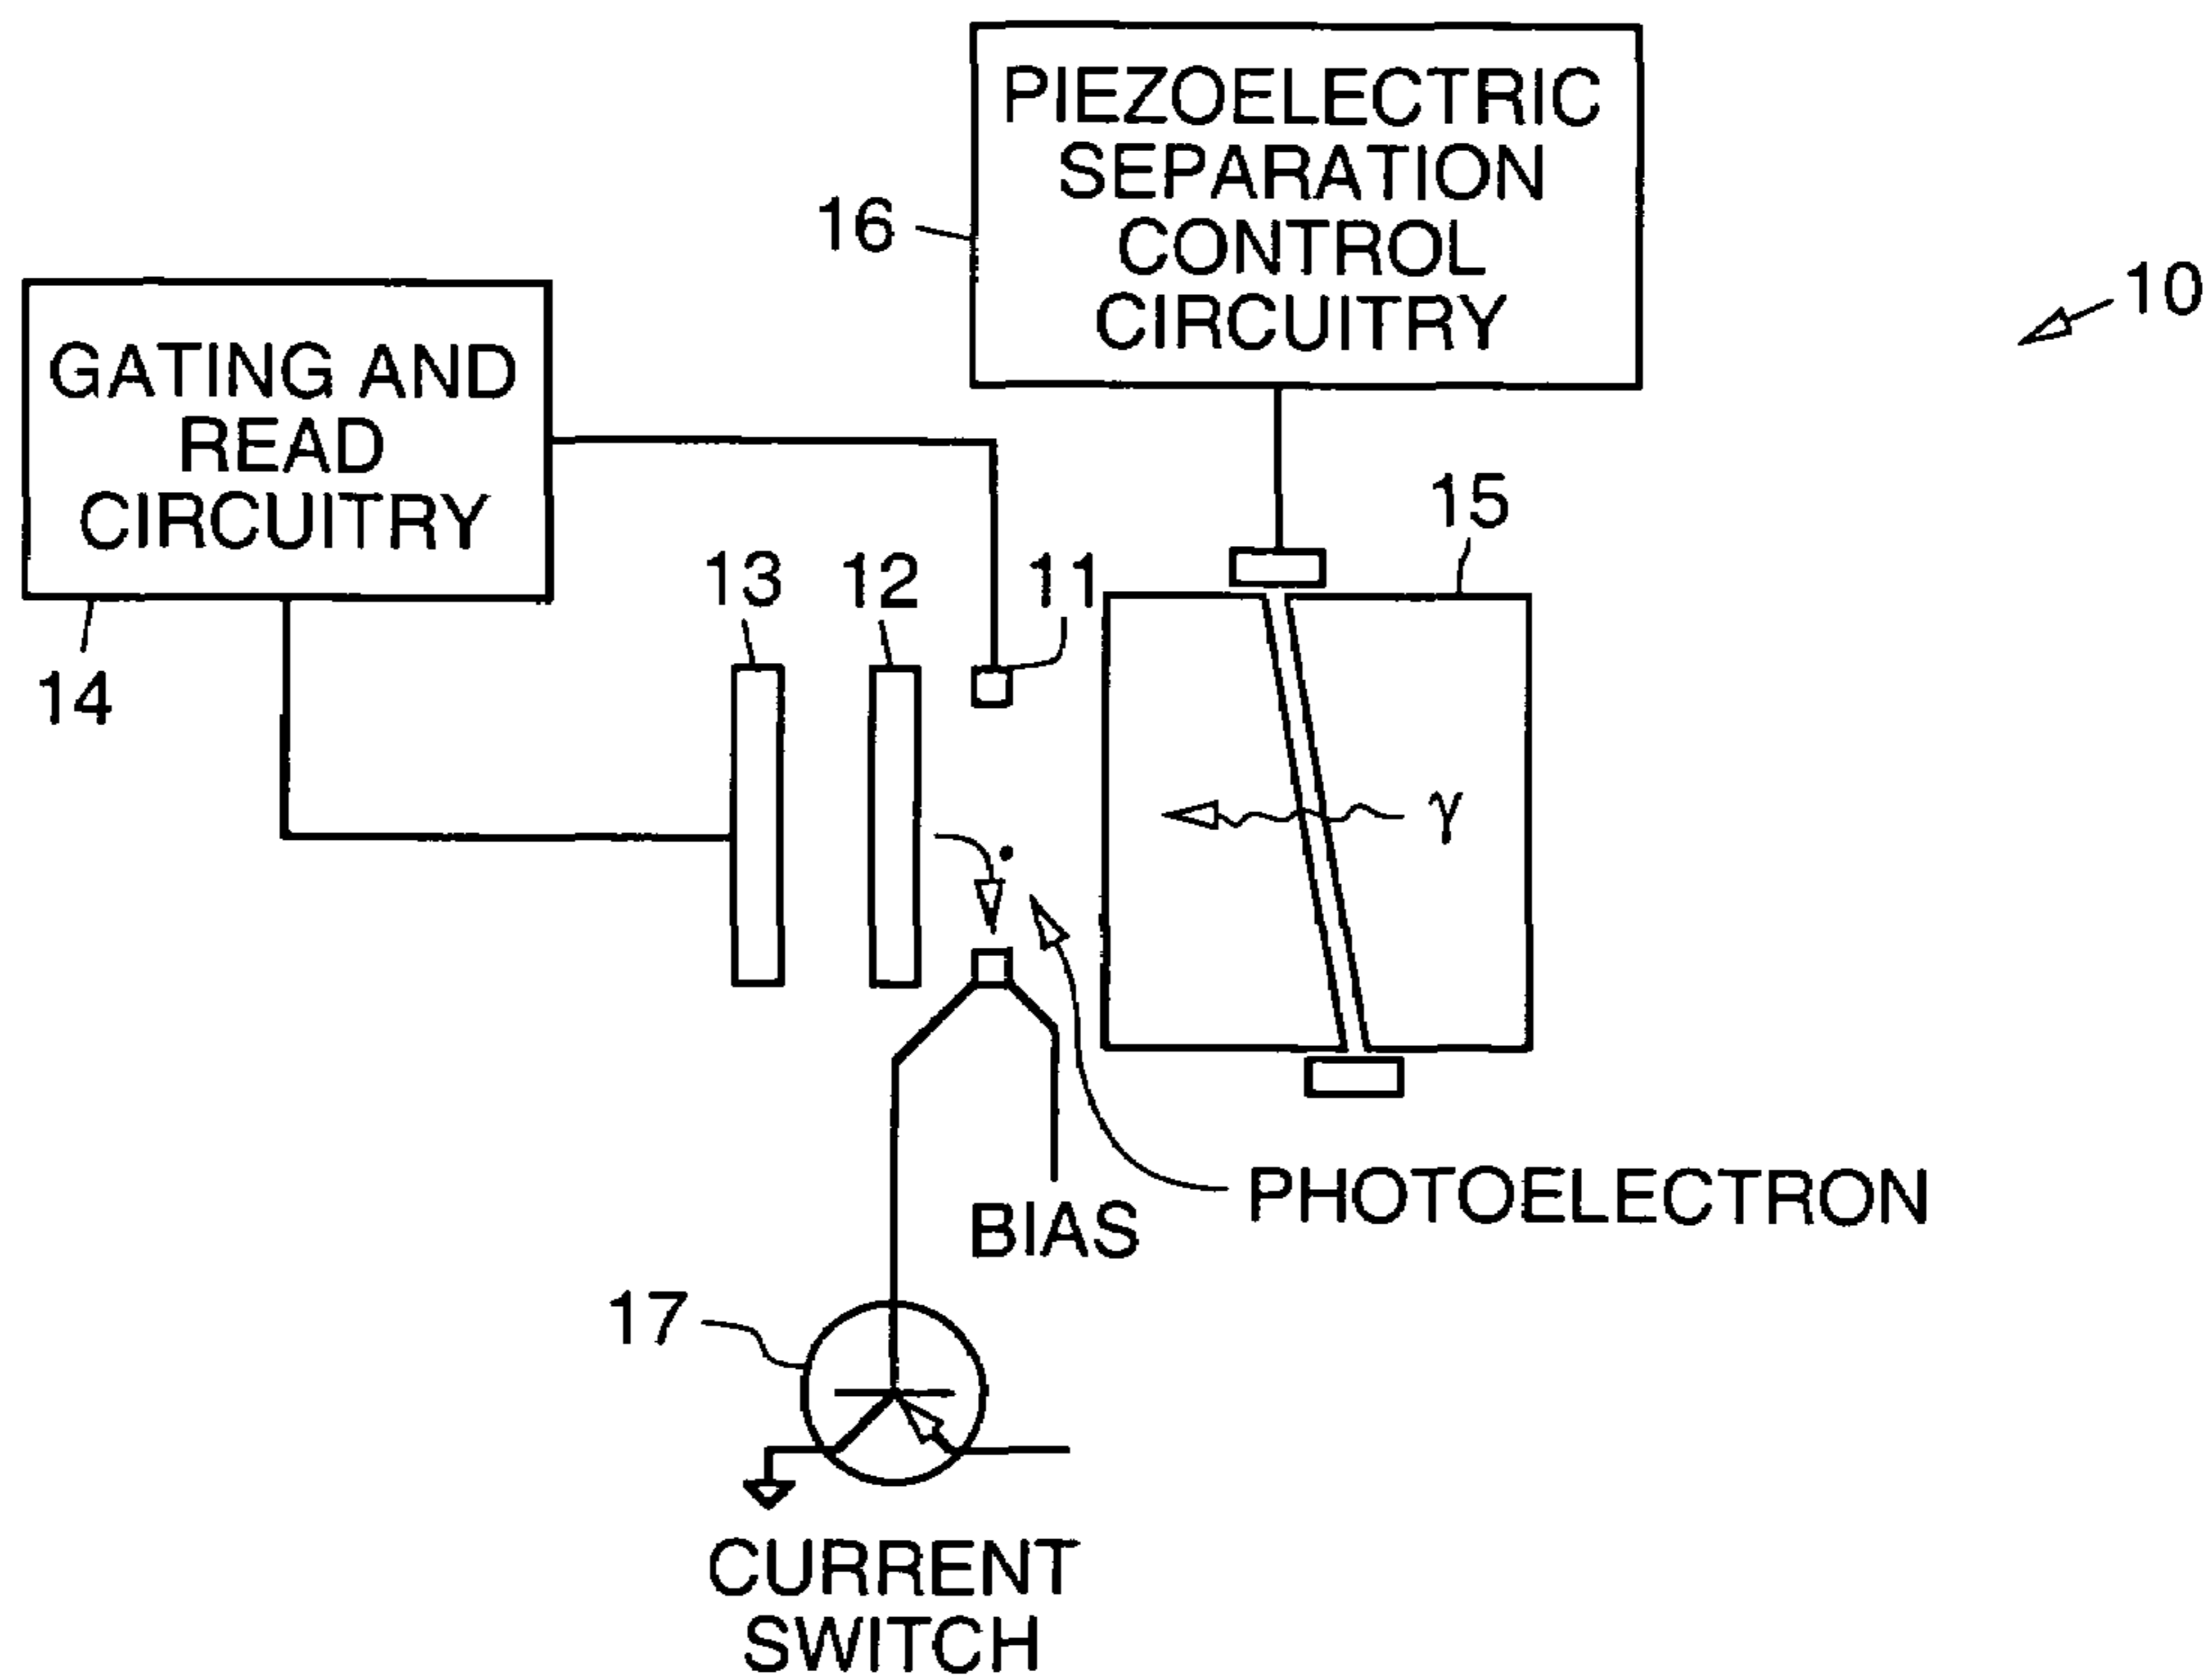 PIEZOELECTRIC
SEPARATION
CONTROL
CIRCUITRY
16
10
GATING AND
READ
CIRCUITRY
14
13
12
11
15
γ
PHOTOELECTRON
BIAS
17
CURRENT
SWITCH